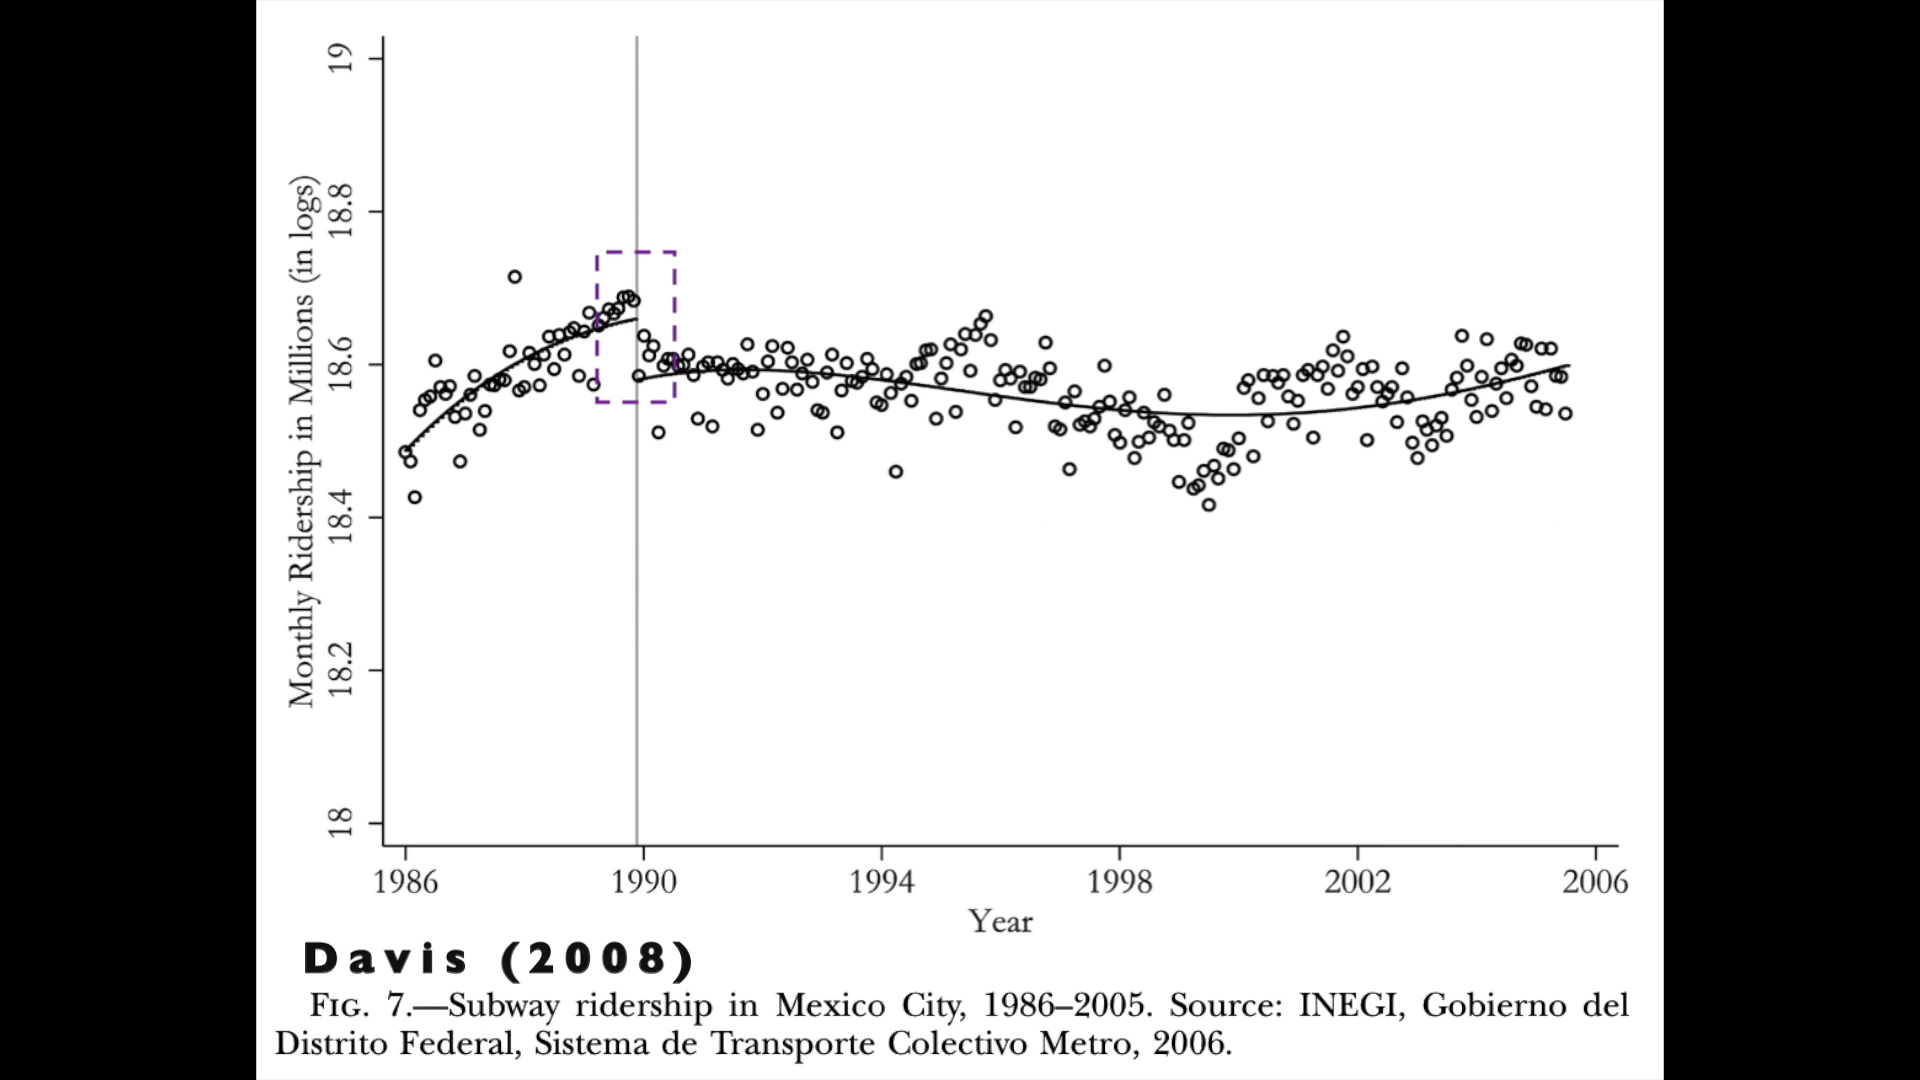 19
18.8
18.6
18.4
18.2
18
Monthly Ridership in Millions (in logs)
1986 1990 1994 1998 2002 2006
Year
Davis (2008)
FIG. 7.—Subway ridership in Mexico City, 1986–2005. Source: INEGI, Gobierno del
Distrito Federal, Sistema de Transporte Colectivo Metro, 2006.